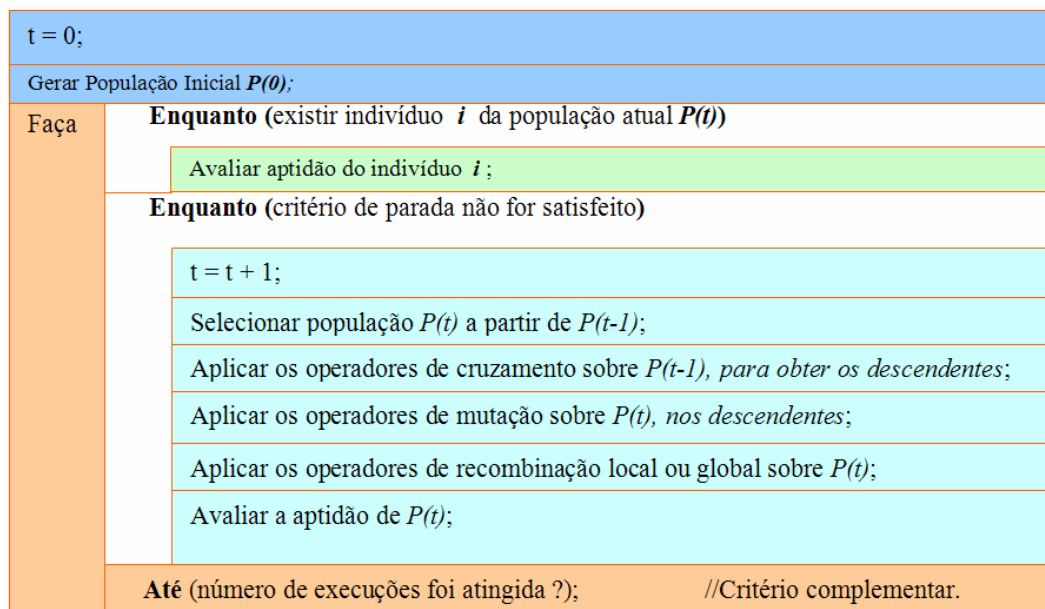 t = 0;
Gerar População Inicial P(0);
Faça
Enquanto (existir indivíduo i da população atual P(t))
Avaliar aptidão do indivíduo i ;
Enquanto (critério de parada não for satisfeito)
t = t + 1;
Selecionar população P(t) a partir de P(t-1);
Aplicar os operadores de cruzamento sobre P(t-1), para obter os descendentes;
Aplicar os operadores de mutação sobre P(t), nos descendentes;
Aplicar os operadores de recombinação local ou global sobre P(t);
Avaliar a aptidão de P(t);
Até (número de execuções foi atingida ?); //Critério complementar.